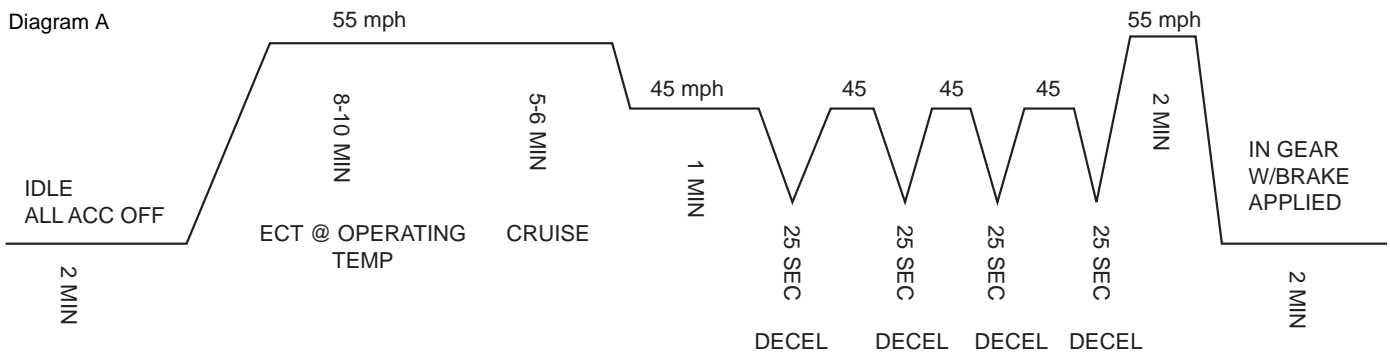 Diagram A
IDLE
ALL ACC OFF
2 MIN
55 mph
8-10 MIN
ECT @ OPERATING
TEMP
5-6 MIN
CRUISE
45 mph
1 MIN
25 SEC
DECEL
45
25 SEC
DECEL
45
25 SEC
DECEL
45
25 SEC
DECEL
55 mph
2 MIN
IN GEAR
W/BRAKE
APPLIED
2 MIN